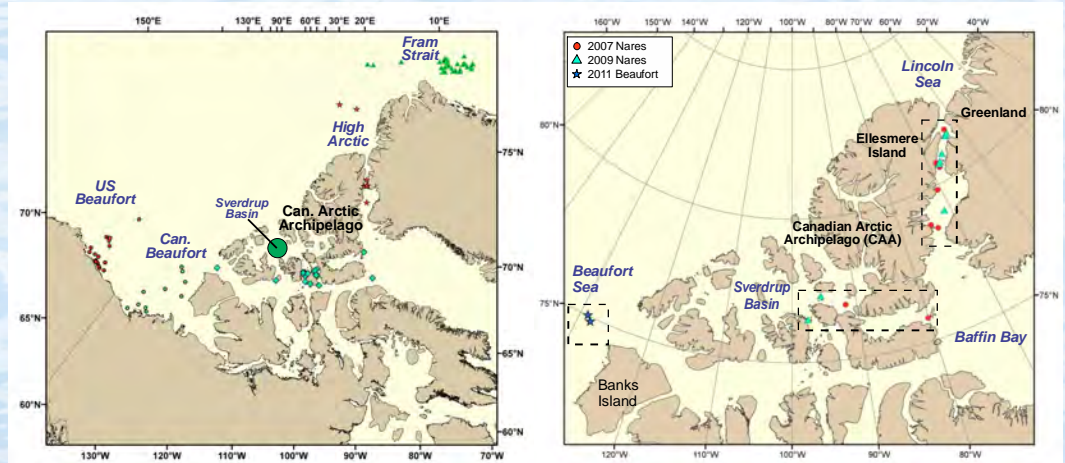 150°E
130°E
110°E
90°E
60°E
30°E
20°E
10°E
Fram
Strait
High
Arctic
75°N
US
Beaufort
70°N
Sverdrup
Basin
Can. Arctic
Archipelago
Can.
Beaufort
70°N
65°N
65°N
60°N
60°N
130°W
120°W
110°W
100°W
90°W
80°W
70°W
160°W
140°W
120°W
100°W
80°W
70°W
60°W
50°W
40°W
2007 Nares
2009 Nares
2011 Beaufort
Lincoln
Sea
Greenland
80°N
80°N
Ellesmere
Island
Canadian Arctic
Archipelago (CAA)
Beaufort
Sea
Sverdrup
Basin
75°N
75°N
Baffin Bay
Banks
Island
120°W
110°W
100°W
90°W
80°W